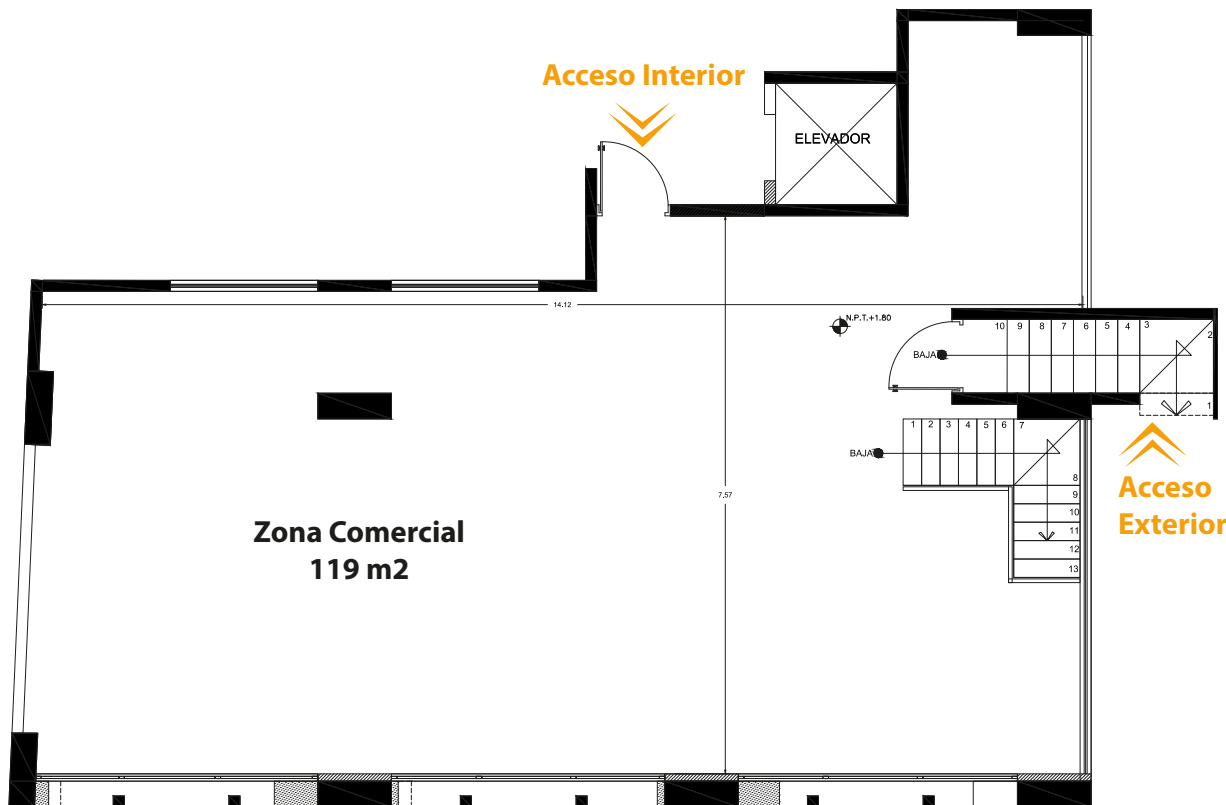 Acceso Interior
ELEVADOR
14.12
N.P.T.+1.80
10 9 8 7 6 5 4 3 2
BAJA
1
1 2 3 4 5 6 7
BAJA
8
9
10
11
12
13
7.57
Acceso
Exterior
Zona Comercial
119 m2